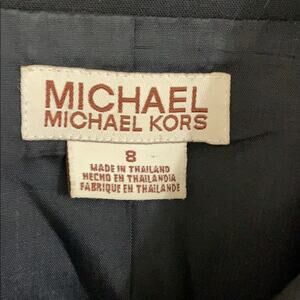 MICHAEL
MICHAEL KORS
8
MADE IN THAILAND
HECHO EN THAILANDIA
FABRIQUE EN THAILANDE